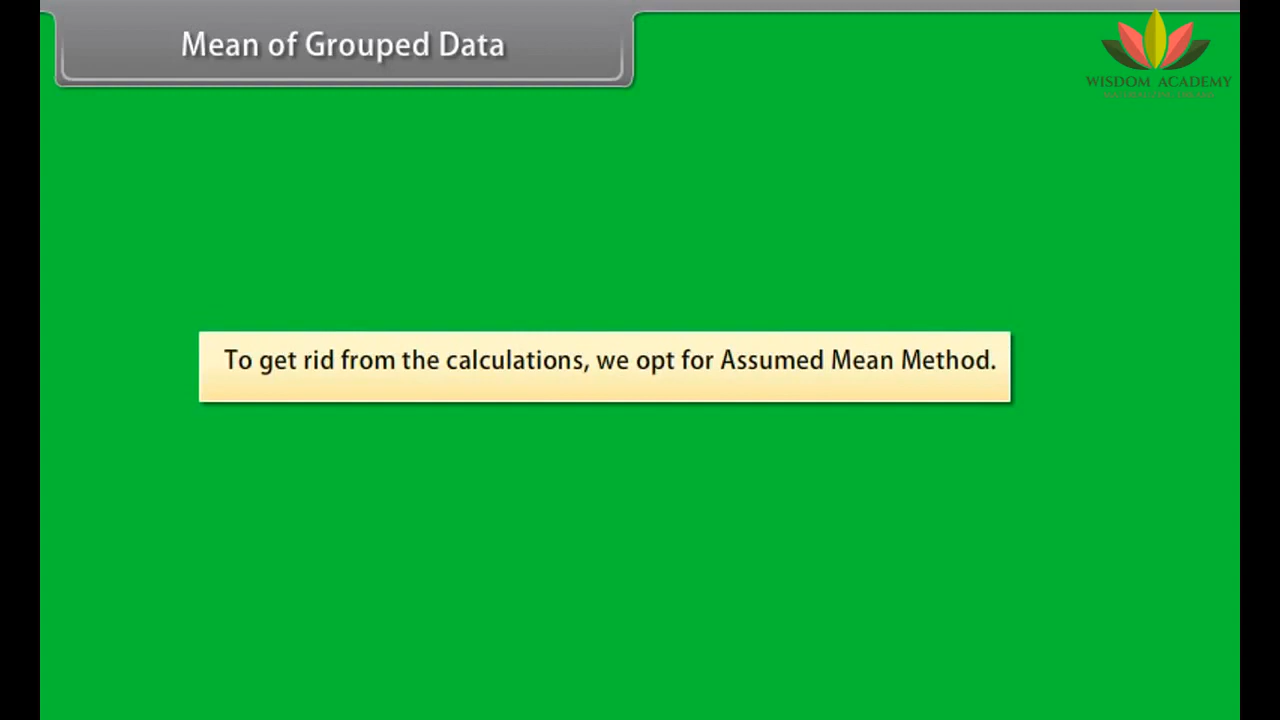 Mean of Grouped Data
WISDOM ACADEMY
To get rid from the calculations, we opt for Assumed Mean Method.